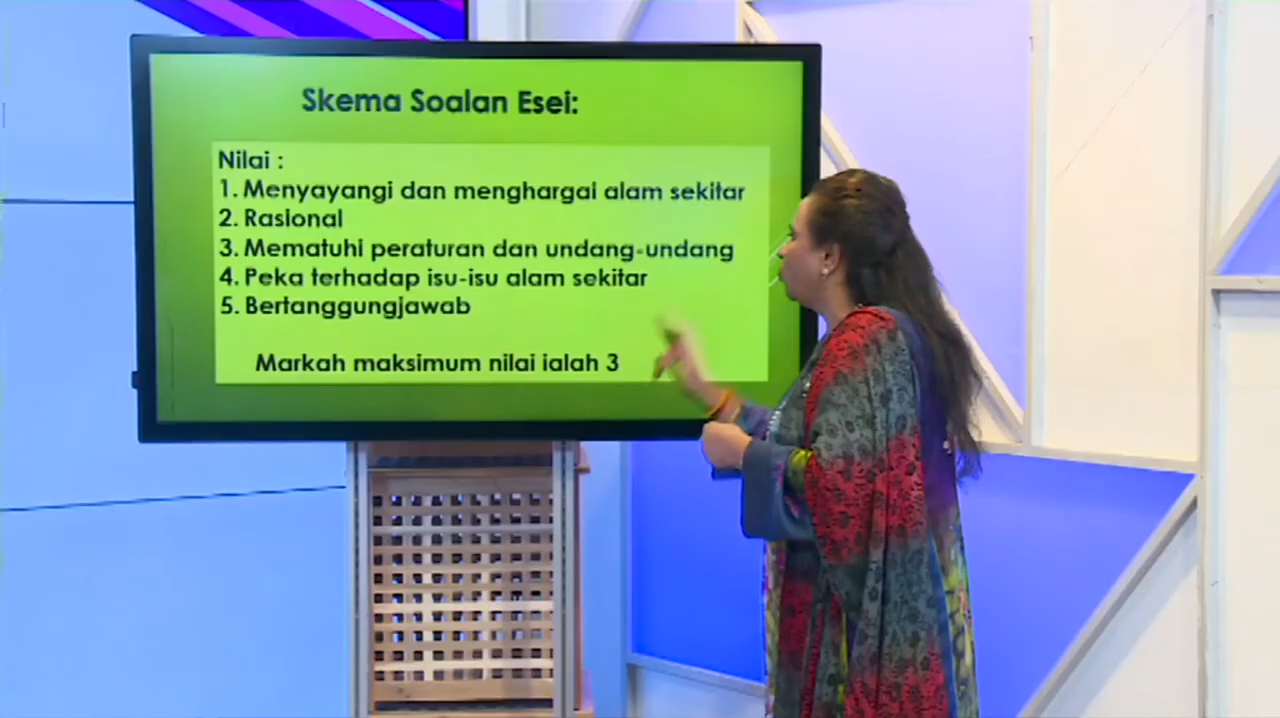 Skema Soalan Esei:
Nilai :
1. Menyayangi dan menghargai alam sekitar
2. Rasional
3. Mematuhi peraturan dan undang-undang
4. Peka terhadap isu-isu alam sekitar
5. Bertanggungjawab
Markah maksimum nilai ialah 3